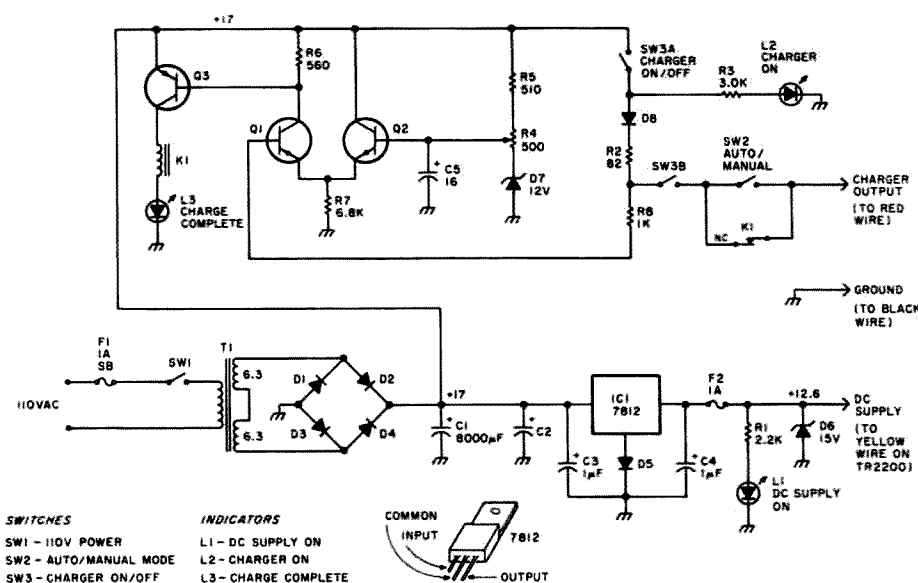 +17
SW3A
CHARGER
ON/OFF
L2
CHARGER
ON
R3
3.0K
R6
560
Q3
R5
510
D8
R2
82
Q1
Q2
R4
500
SW2
AUTO/
MANUAL
SW3B
K1
C5
16
D7
12V
CHARGER
OUTPUT
(TO RED
WIRE)
L3
CHARGE
COMPLETE
R7
6.8K
R8
1K
NC
K1
GROUND
(TO BLACK
WIRE)
F1
1A
SB
SW1
T1
6.3
6.3
110VAC
D1
D2
D3
D4
+17
C1
8000µF
C2
IC1
7812
F2
1A
+12.6
DC
SUPPLY
(TO
YELLOW
WIRE ON
TR2200)
C3
1µF
D5
C4
1µF
R1
2.2K
D6
15V
L1
DC SUPPLY
ON
SWITCHES
SW1 - 110V POWER
SW2 - AUTO/MANUAL MODE
SW3 - CHARGER ON/OFF
INDICATORS
L1 - DC SUPPLY ON
L2 - CHARGER ON
L3 - CHARGE COMPLETE
COMMON
INPUT
7812
OUTPUT